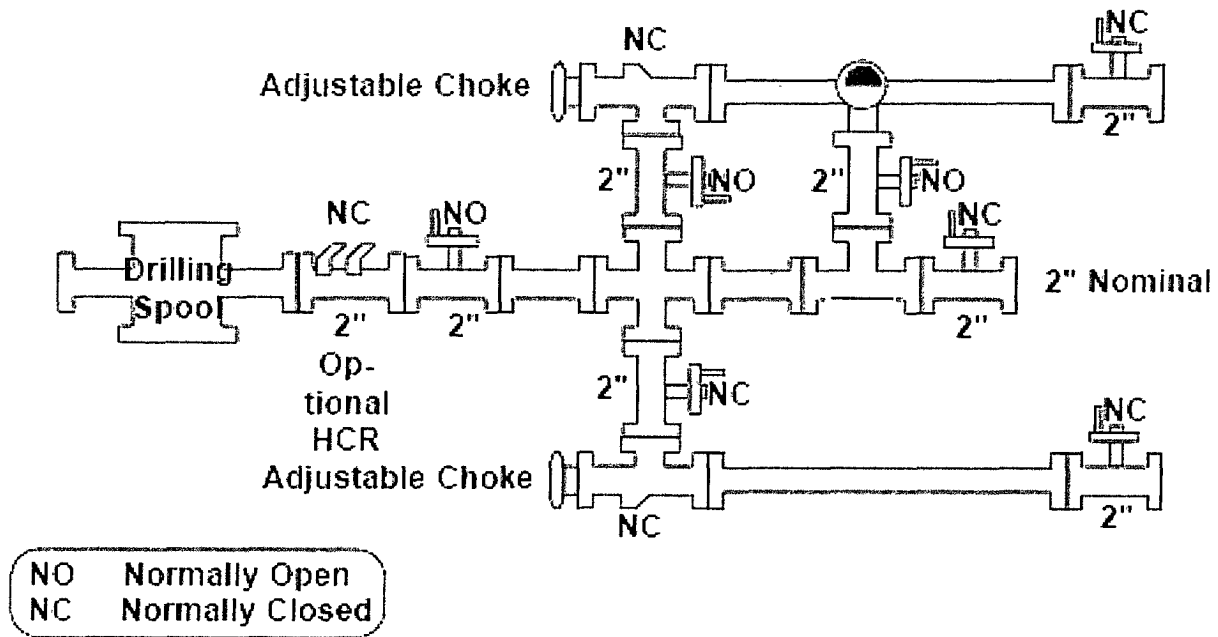 NC
NC
Adjustable Choke
2"
2"
NO
2"
NO
NC
NO
NC
Drilling
Spool
2" Nominal
2"
2"
2"
Op-
tional
HCR
2"
NC
NC
Adjustable Choke
2"
NC
NO Normally Open
NC Normally Closed